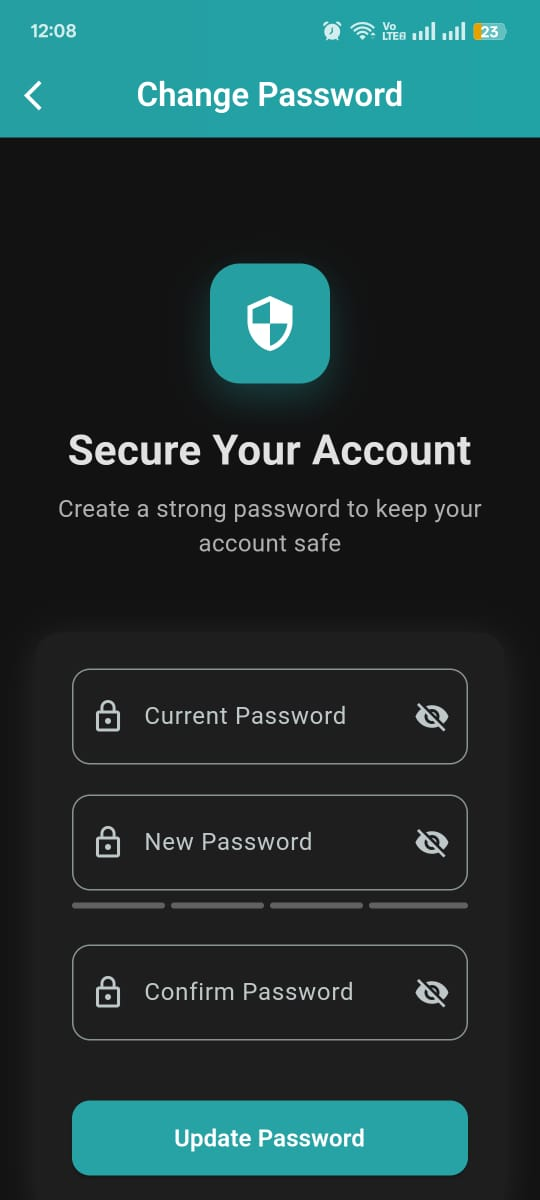 12:08
Vo
LTE
23
Change Password
Secure Your Account
Create a strong password to keep your
account safe
Current Password
New Password
Confirm Password
Update Password